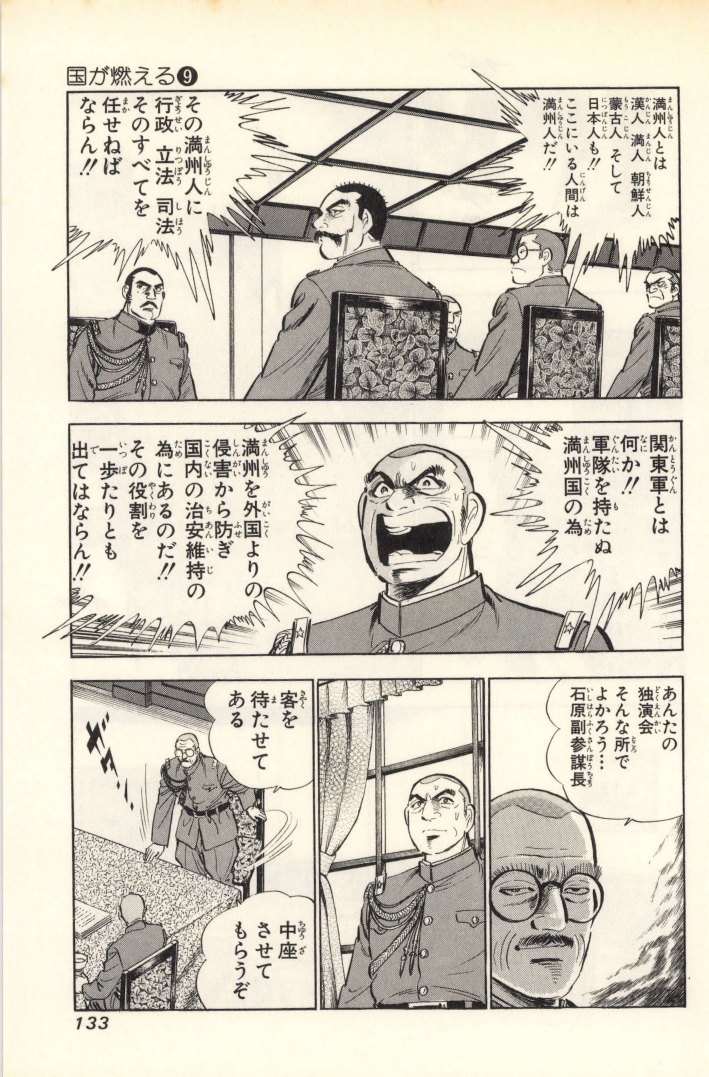 国が燃える❾
満州人とは
漢人 満人 朝鮮人
蒙古人 そして
日本人も!!
ここにいる人間は
満州人だ!!
その満州人に
行政 立法 司法
そのすべてを
任せねば
ならん!!
関東軍とは
何か!!
軍隊を持たぬ
満州国の為
満州を外国よりの
侵害から防ぎ
国内の治安維持の
為にあるのだ!!
その役割を
一歩たりとも
出てはならん!!
あんたの
独演会
そんな所で
よかろう…
石原副参謀長
客を
待たせて
ある
ガタ…
中座
させて
もらうぞ
133